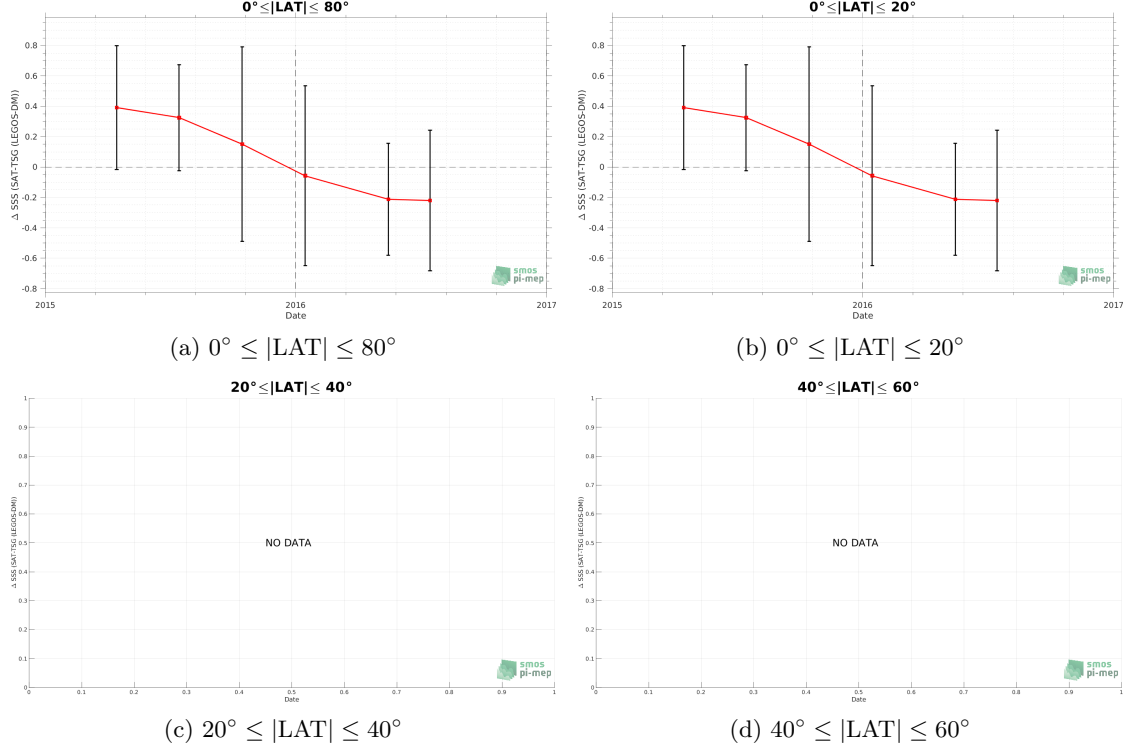 0°≤|LAT|≤ 80°
Δ SSS (SAT-TSG (LEGOS-DM))
0.8
0.6
0.4
0.2
0
-0.2
-0.4
-0.6
-0.8
2015
2016
2017
Date
smos
pi-mep
(a) 0° ≤ |LAT| ≤ 80°
0°≤|LAT|≤ 20°
Δ SSS (SAT-TSG (LEGOS-DM))
0.8
0.6
0.4
0.2
0
-0.2
-0.4
-0.6
-0.8
2015
2016
2017
Date
smos
pi-mep
(b) 0° ≤ |LAT| ≤ 20°
20°≤|LAT|≤ 40°
Δ SSS (SAT-TSG (LEGOS-DM))
1
0.9
0.8
0.7
0.6
0.5
0.4
0.3
0.2
0.1
0
NO DATA
0 0.1 0.2 0.3 0.4 0.5 0.6 0.7 0.8 0.9 1
Date
smos
pi-mep
(c) 20° ≤ |LAT| ≤ 40°
40°≤|LAT|≤ 60°
Δ SSS (SAT-TSG (LEGOS-DM))
1
0.9
0.8
0.7
0.6
0.5
0.4
0.3
0.2
0.1
0
NO DATA
0 0.1 0.2 0.3 0.4 0.5 0.6 0.7 0.8 0.9 1
Date
smos
pi-mep
(d) 40° ≤ |LAT| ≤ 60°